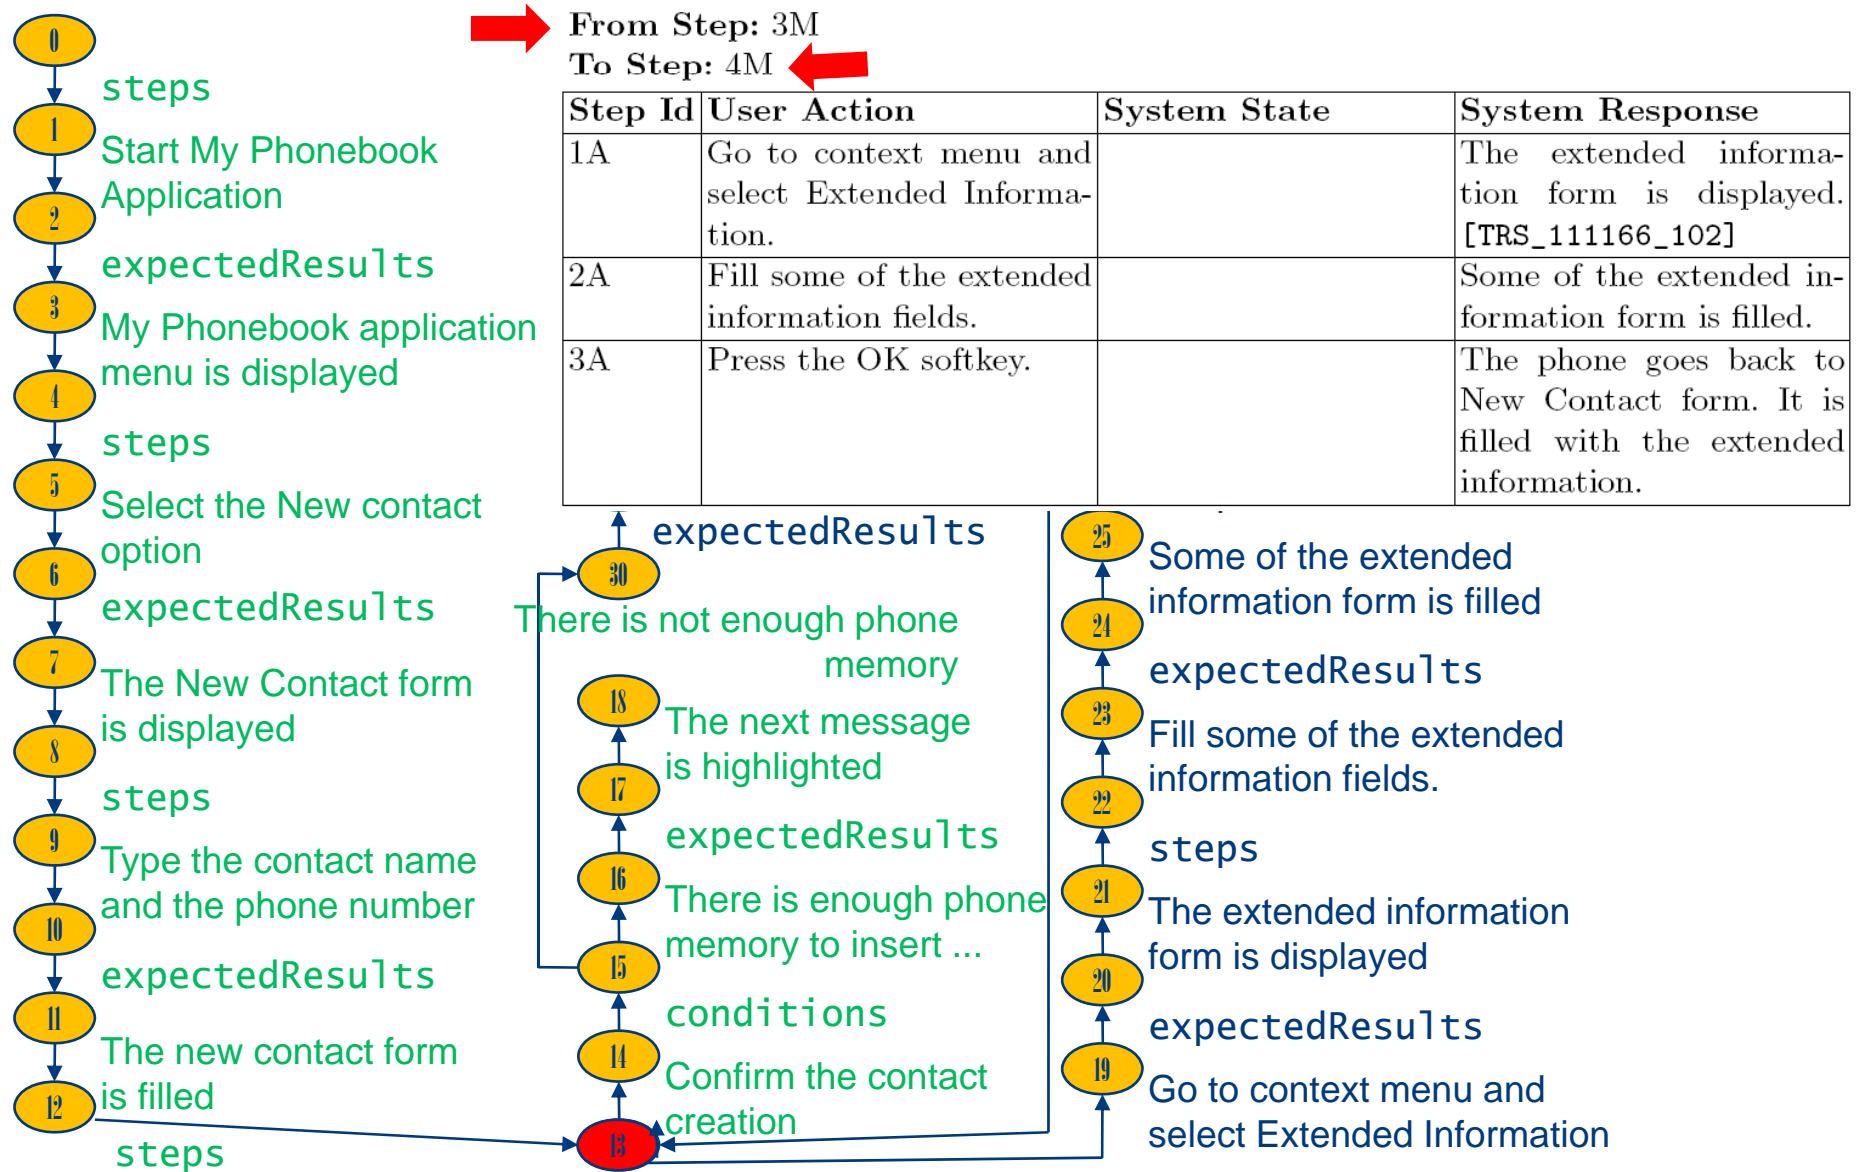 From Step: 3M
To Step: 4M
Step Id User Action System State System Response
1A Go to context menu and select Extended Informa-
tion. The extended informa-
tion form is displayed.
[TRS_111166_102]
2A Fill some of the extended
information fields. Some of the extended in-
formation form is filled.
3A Press the OK softkey. The phone goes back to
New Contact form. It is
filled with the extended
information.
0
steps
1
Start My Phonebook
Application
2
expectedResults
3
My Phonebook application
menu is displayed
4
steps
5
Select the New contact
option
6
expectedResults
7
The New Contact form
is displayed
8
steps
9
Type the contact name
and the phone number
10
expectedResults
11
The new contact form
is filled
12
steps
expectedResults
30
There is not enough phone
memory
18
The next message
is highlighted
17
expectedResults
16
There is enough phone
memory to insert ...
15
conditions
14
Confirm the contact
creation
13
25
Some of the extended
information form is filled
24
expectedResults
23
Fill some of the extended
information fields.
22
steps
21
The extended information
form is displayed
20
expectedResults
19
Go to context menu and
select Extended Information